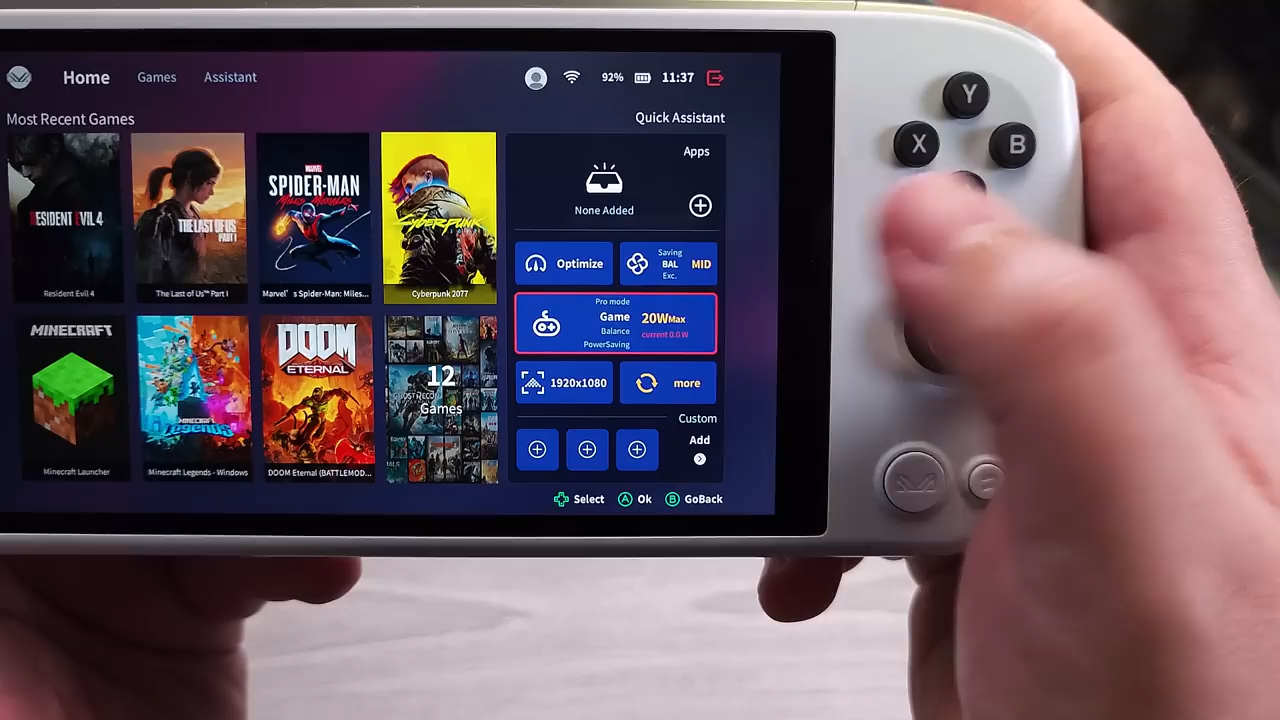 Home Games Assistant 92% 11:37
Most Recent Games
Quick Assistant
RESIDENT EVIL 4
Resident Evil 4
THE LAST OF US
PART I
The Last of Us™ Part I
MARVEL
SPIDER-MAN
MILES MORALES
Marvel's Spider-Man: Miles...
CYBERPUNK
Cyberpunk 2077
MINECRAFT
Minecraft Launcher
MINECRAFT
LEGENDS
Minecraft Legends - Windows
DOOM
ETERNAL
DOOM Eternal (BATTLEMOD...
12
Games
Apps
None Added
Optimize
Saving
BAL
Exc.
MID
Pro mode
Game
Balance
PowerSaving
20WMax
current 0.0 W
1920x1080
more
Custom
Add
Select A Ok B GoBack
Y
X
B